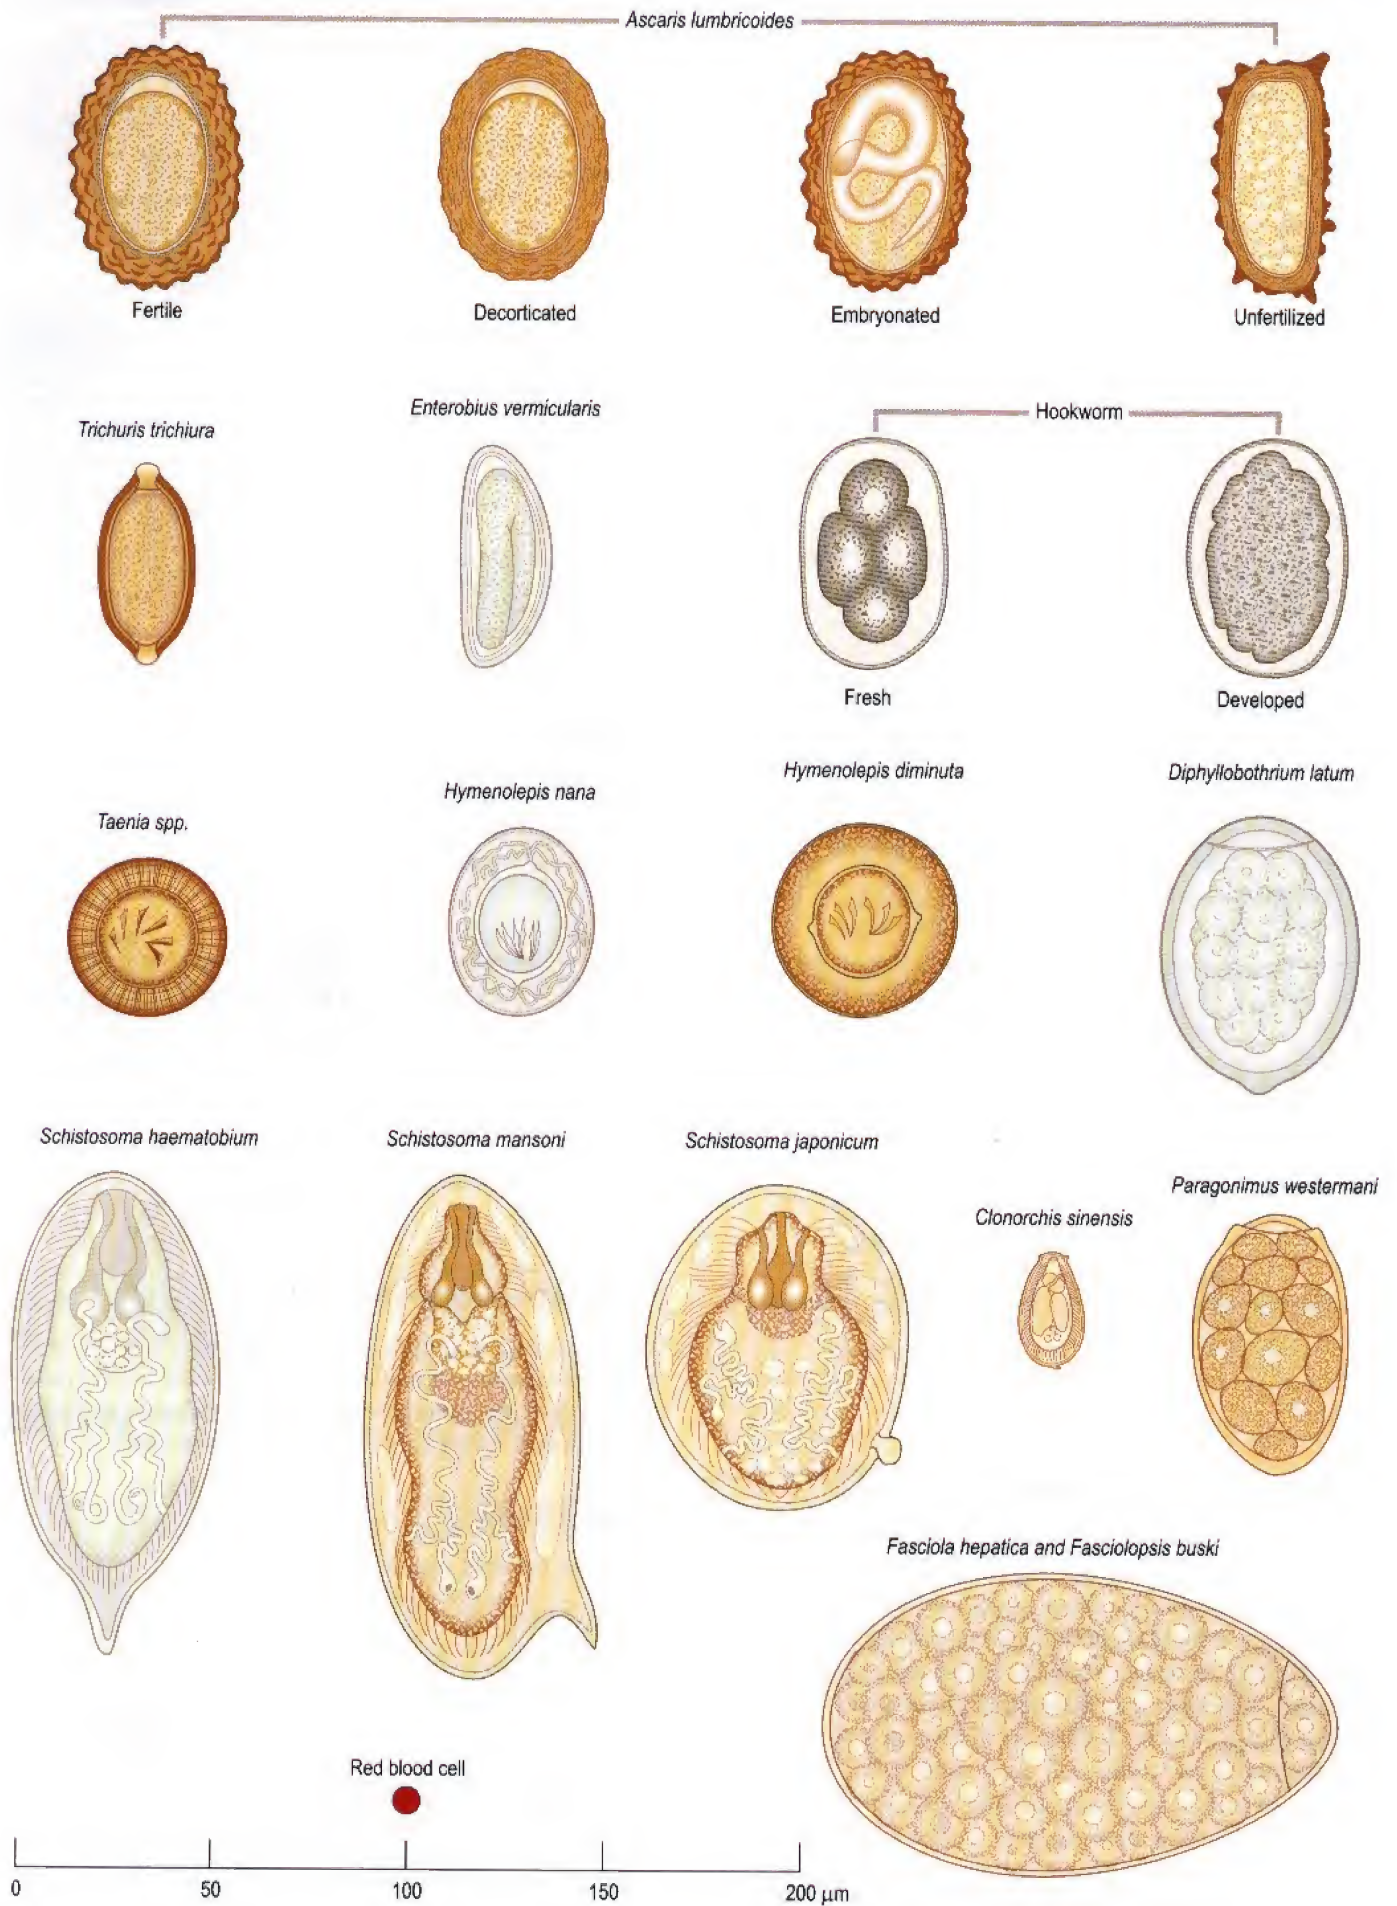 Ascaris lumbricoides
Fertile
Decorticated
Embryonated
Unfertilized
Trichuris trichiura
Enterobius vermicularis
Hookworm
Fresh
Developed
Taenia spp.
Hymenolepis nana
Hymenolepis diminuta
Diphyllobothrium latum
Schistosoma haematobium
Schistosoma mansoni
Schistosoma japonicum
Clonorchis sinensis
Paragonimus westermani
Fasciola hepatica and Fasciolopsis buski
Red blood cell
0 50 100 150 200 μm